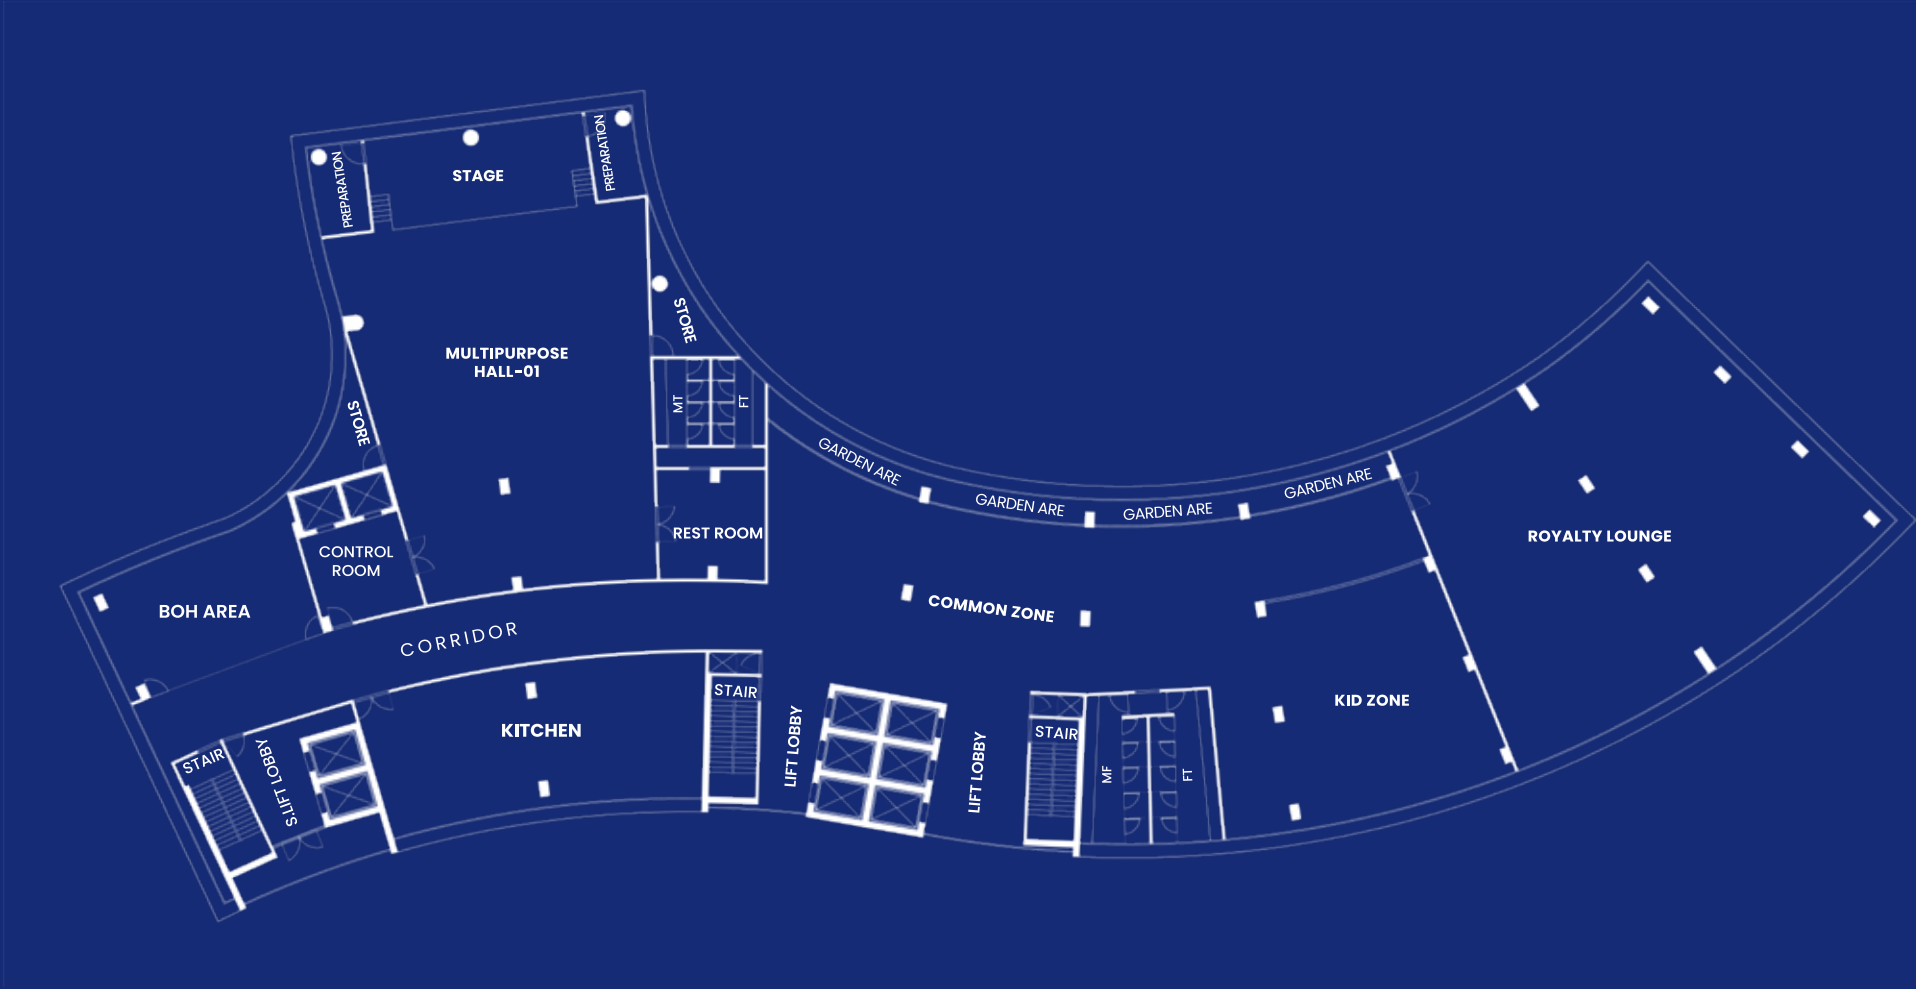 PREPARATION
STAGE
PREPARATION
STORE
MULTIPURPOSE
HALL-01
MT
FT
STORE
GARDEN ARE
GARDEN ARE
GARDEN ARE
GARDEN ARE
REST ROOM
ROYALTY LOUNGE
CONTROL
ROOM
BOH AREA
COMMON ZONE
CORRIDOR
STAIR
KITCHEN
KID ZONE
STAIR
S.LIFT LOBBY
LIFT LOBBY
LIFT LOBBY
STAIR
MF
FT